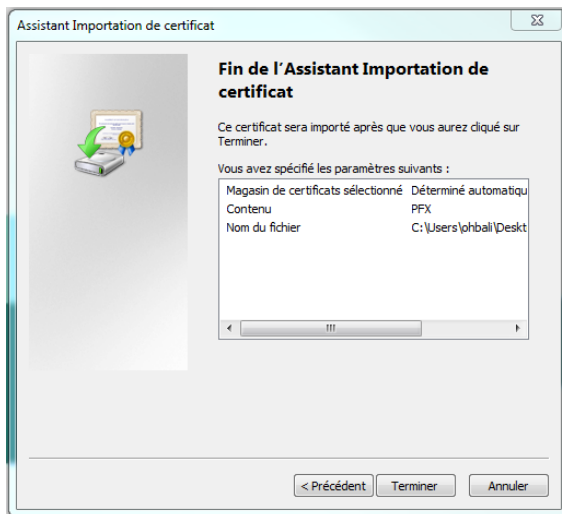 Assistant Importation de certificat
Fin de l'Assistant Importation de
certificat
Ce certificat sera importé après que vous aurez cliqué sur
Terminer.
Vous avez spécifié les paramètres suivants :
Magasin de certificats sélectionné Déterminé automatiqu
Contenu PFX
Nom du fichier C:\Users\ohbali\Deskt
< Précédent Terminer Annuler